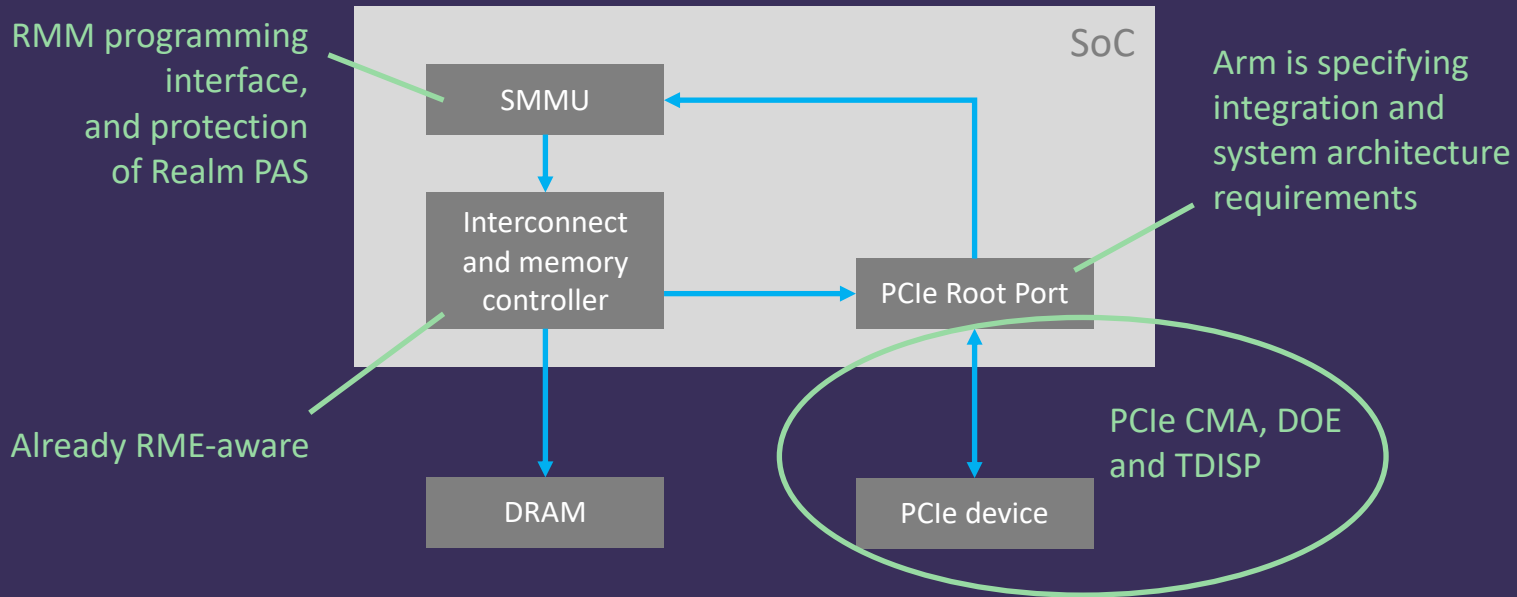 RMM programming
interface,
and protection
of Realm PAS
SoC
SMMU
Arm is specifying
integration and
system architecture
requirements
Interconnect
and memory
controller
PCIe Root Port
Already RME-aware
PCIe CMA, DOE
and TDISP
DRAM
PCIe device